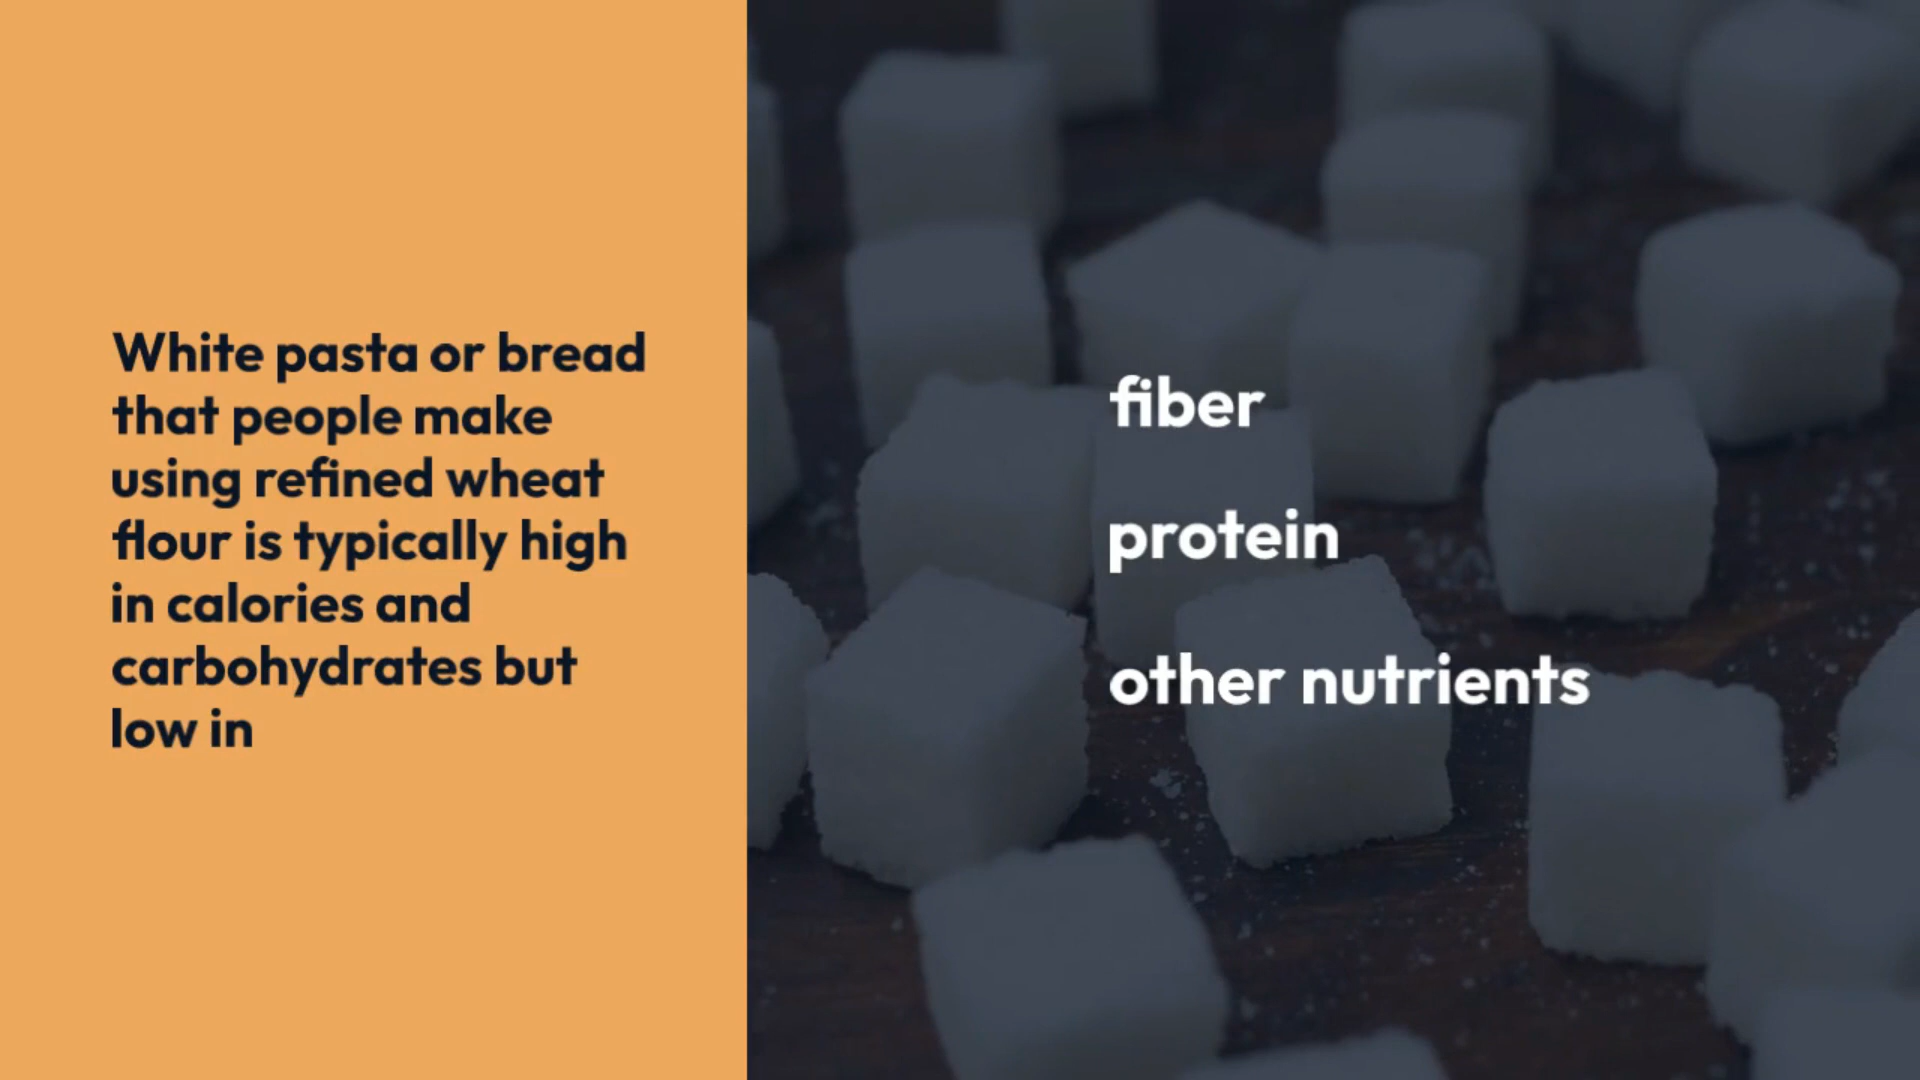 White pasta or bread
that people make
using refined wheat
flour is typically high
in calories and
carbohydrates but
low in
fiber
protein
other nutrients